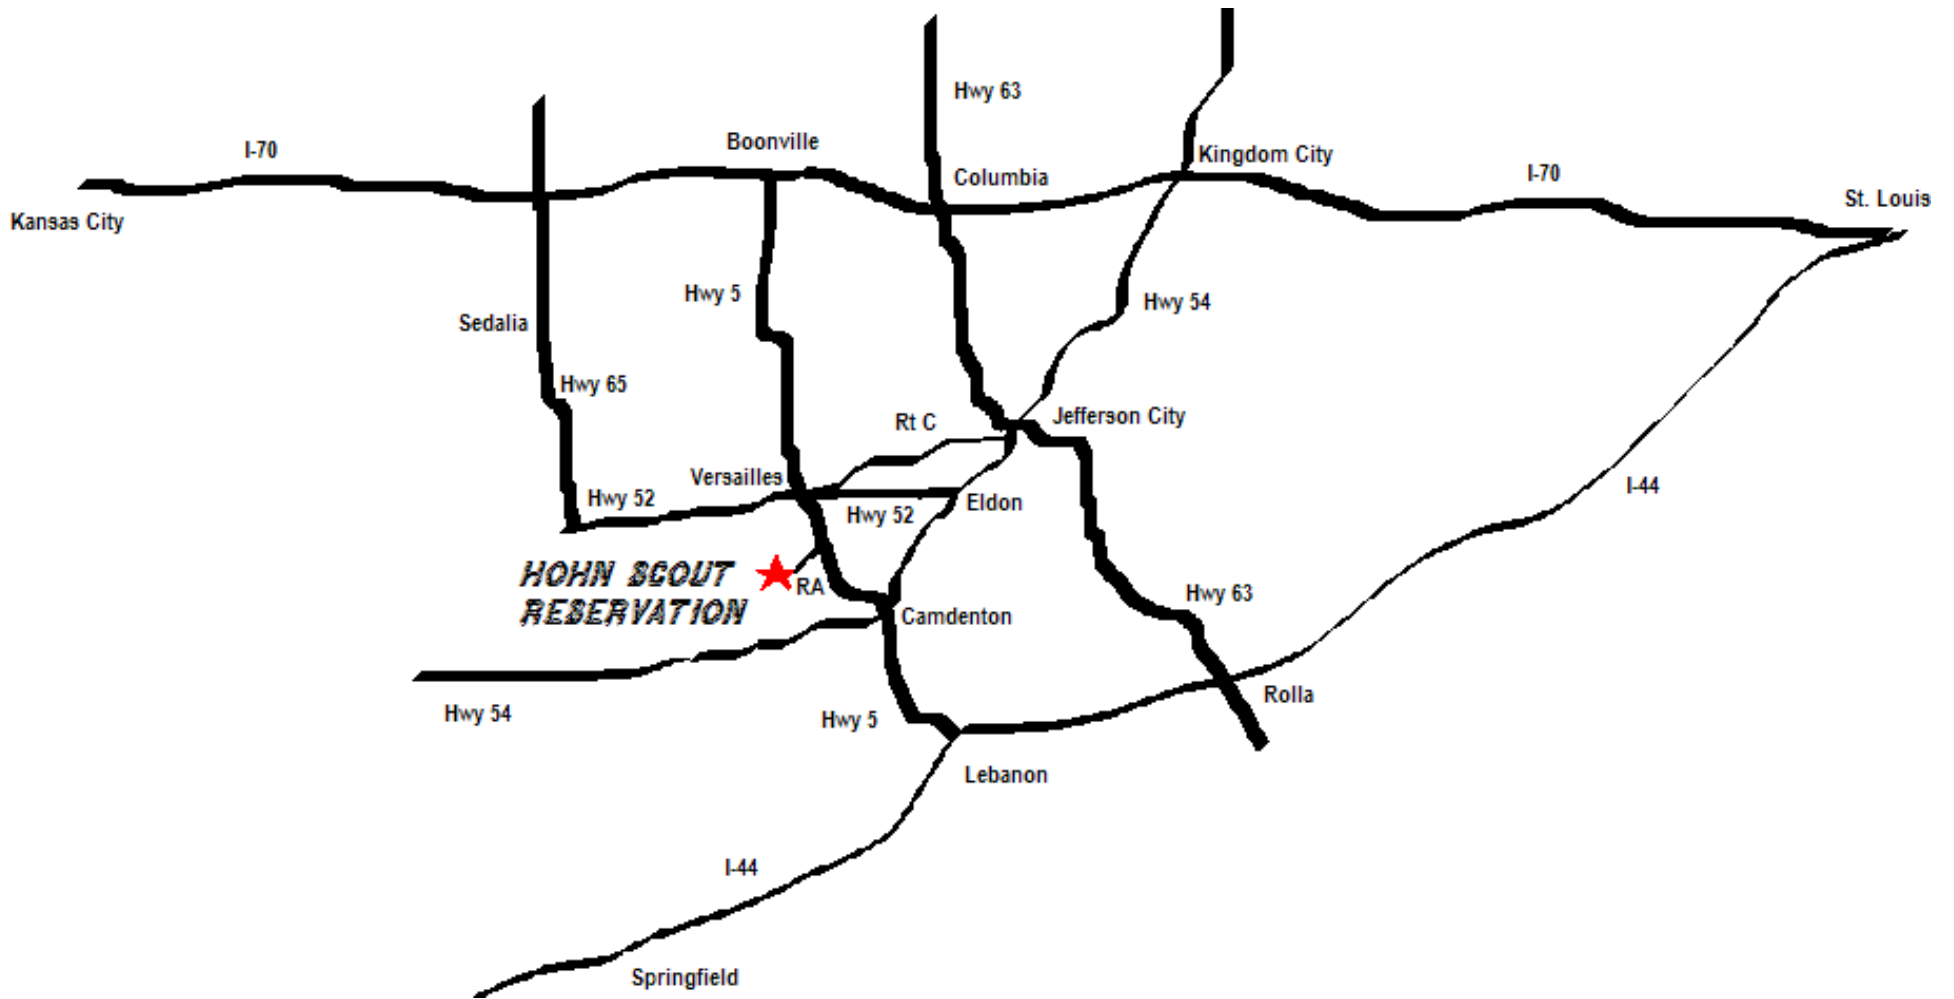 Hwy 63
Boonville
I-70
Kingdom City
Columbia
I-70
St. Louis
Kansas City
Hwy 5
Hwy 54
Sedalia
Hwy 65
Rt C
Jefferson City
Versailles
Hwy 52
Hwy 52
Eldon
I-44
HOHN SCOUT
RESERVATION
RA
Hwy 63
Camdenton
Rolla
Hwy 54
Hwy 5
Lebanon
I-44
Springfield